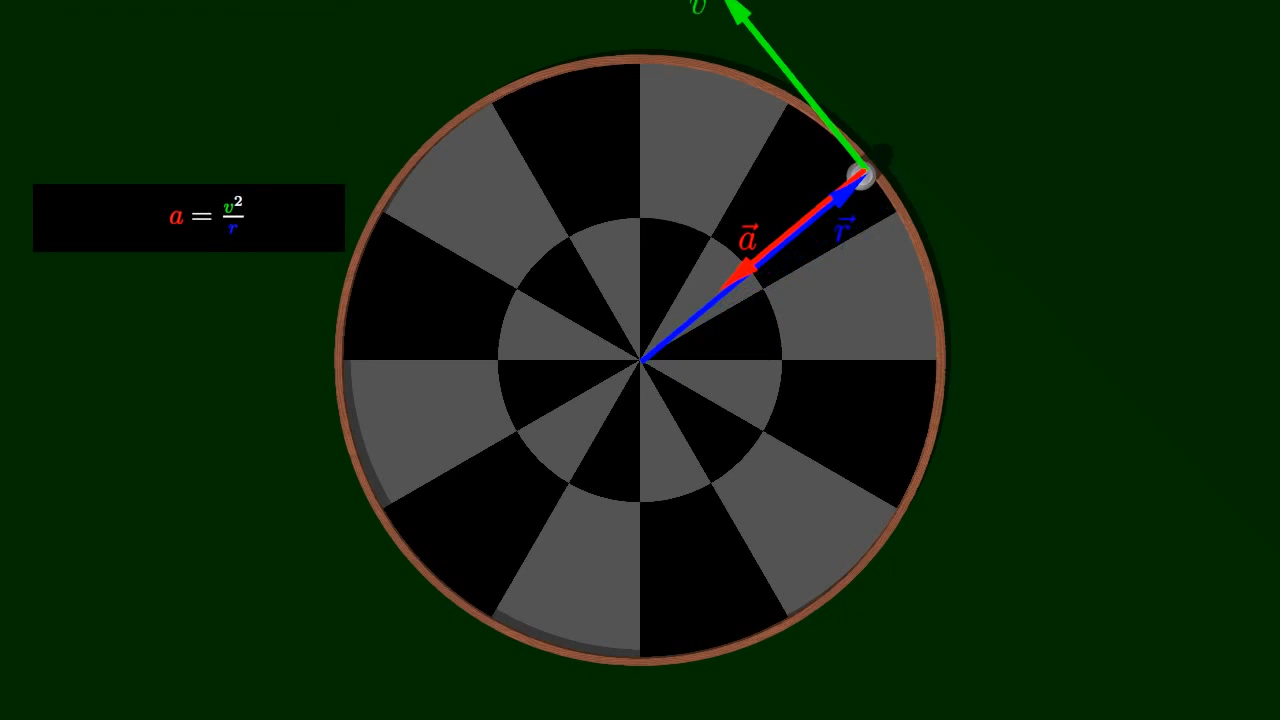 v
a = v²/r
a⃗
r⃗